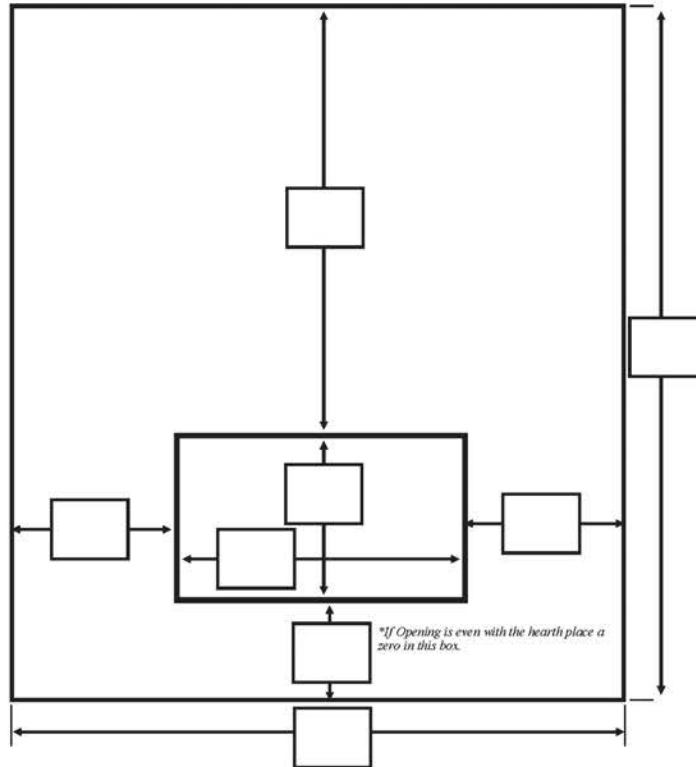 *If Opening is even with the hearth place a
zero in this box.